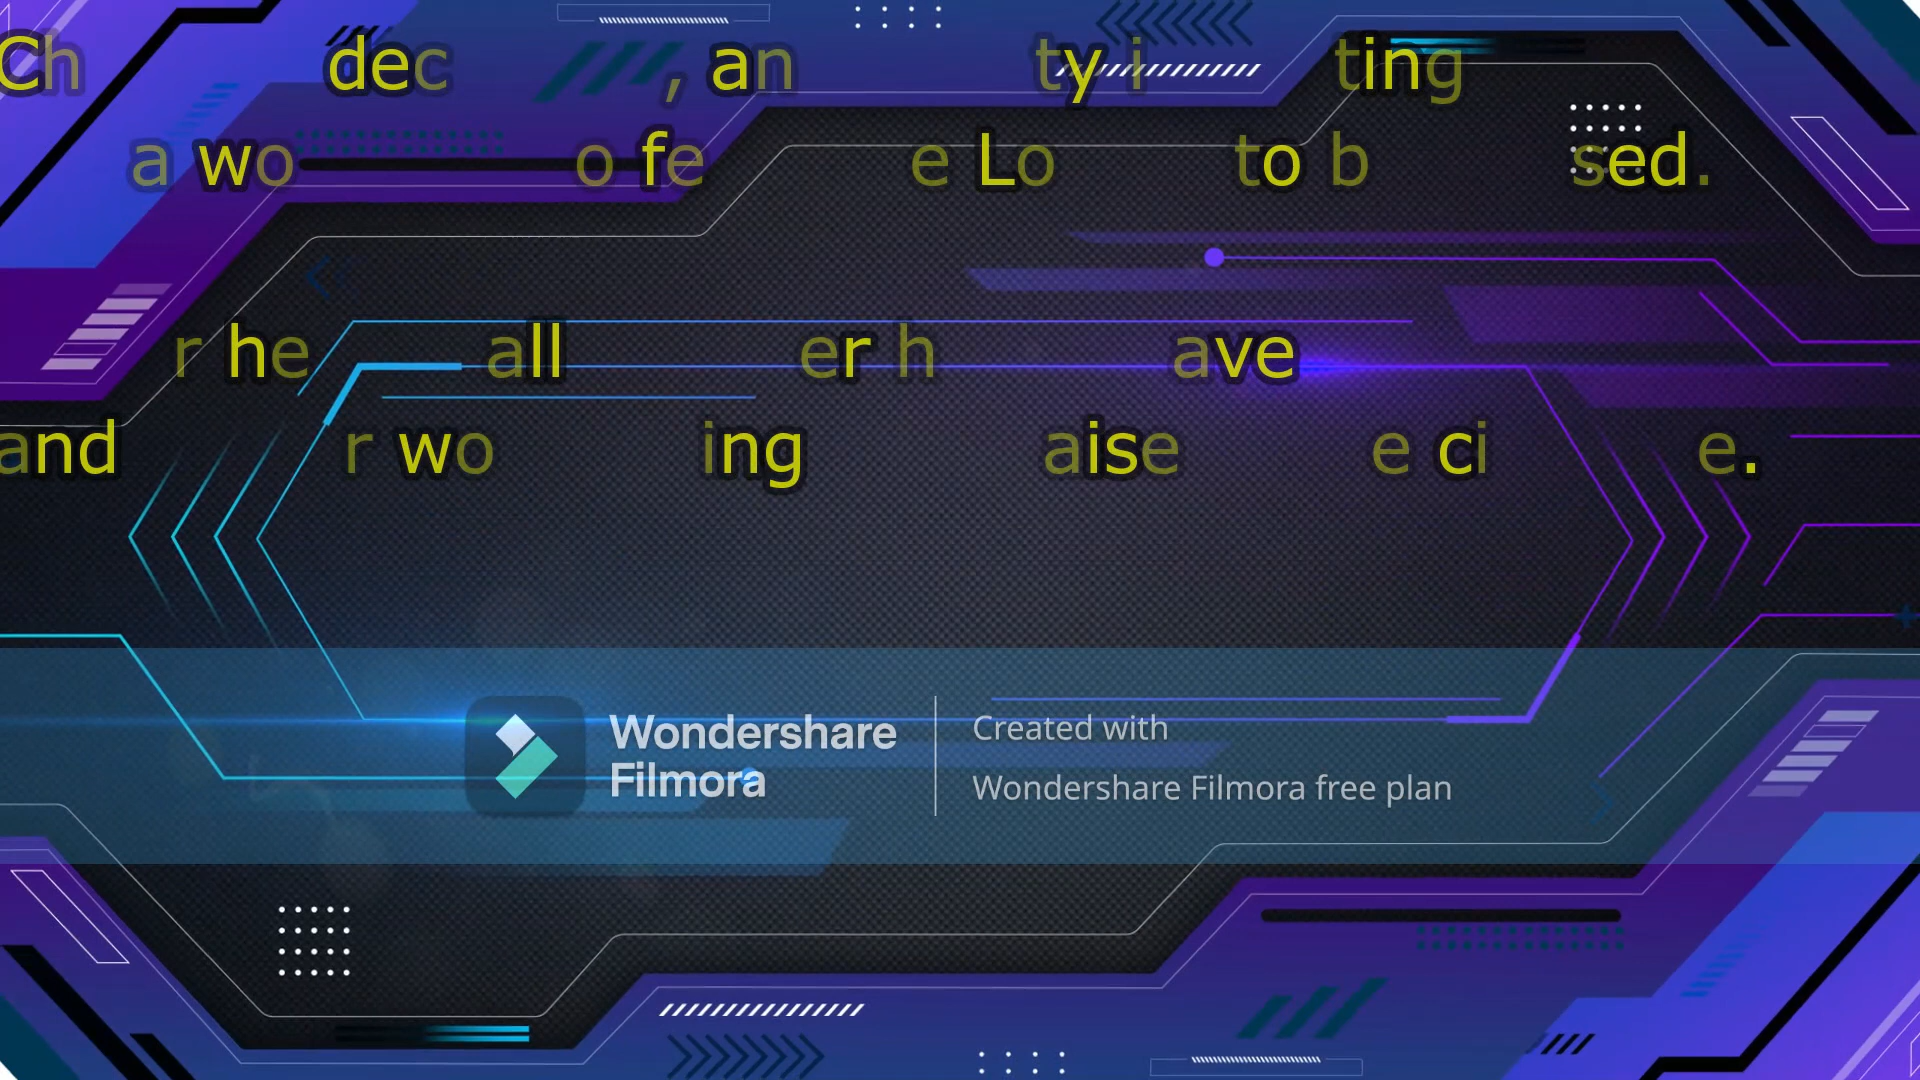 Ch dec , an ty i ting
a wo o fe e Lo to b sed.
r he all er h ave
and r wo ing aise e ci e.
Wondershare
Filmora
Created with
Wondershare Filmora free plan